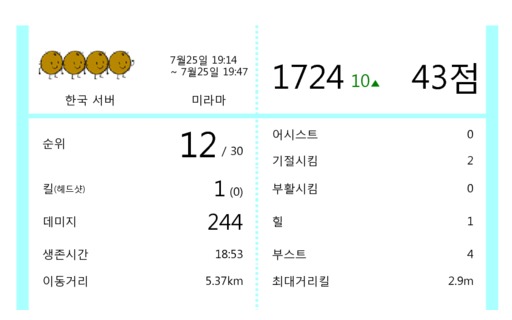 7월25일 19:14
~ 7월25일 19:47
한국 서버
미라마
1724 10▲ 43점
순위 12 / 30
킬(헤드샷) 1 (0)
데미지 244
생존시간 18:53
이동거리 5.37km
어시스트 0
기절시킴 2
부활시킴 0
힐 1
부스트 4
최대거리킬 2.9m